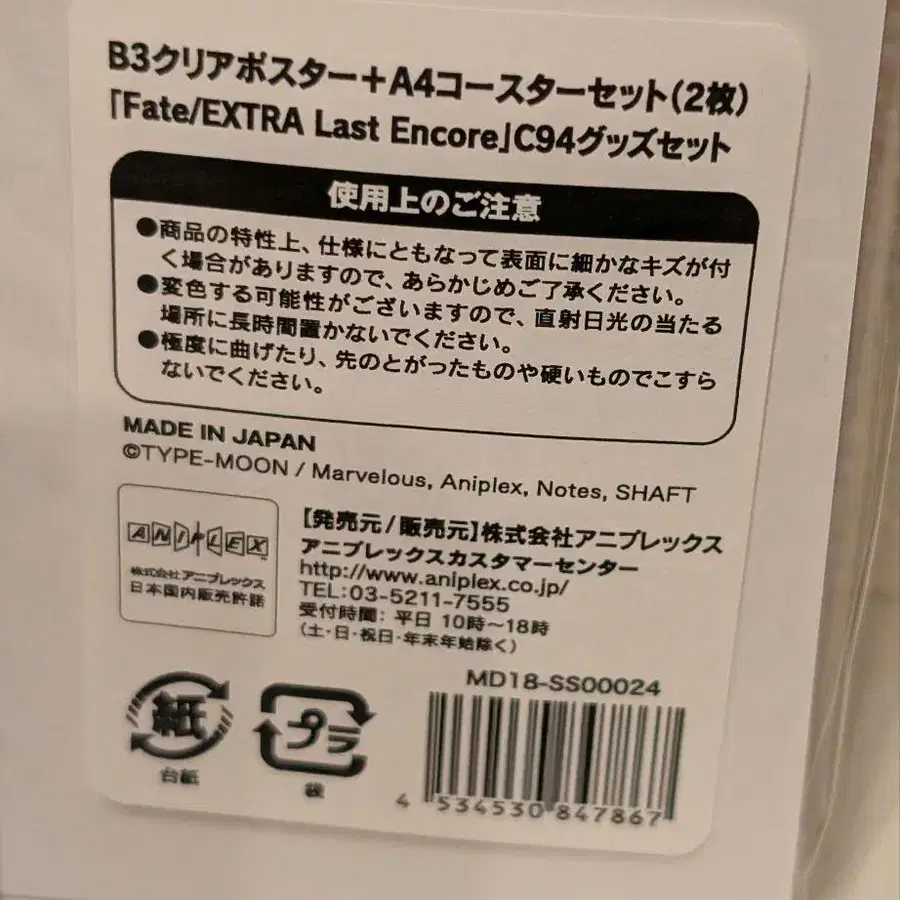 B3クリアポスター＋A4コースターセット(2枚)
「Fate/EXTRA Last Encore」C94グッズセット
使用上のご注意
●商品の特性上、仕様にともなって表面に細かなキズが付
く場合がありますので、あらかじめご了承ください。
●変色する可能性がございますので、直射日光の当たる
場所に長時間置かないでください。
●極度に曲げたり、先のとがったものや硬いものでこすら
ないでください。
MADE IN JAPAN
©TYPE-MOON / Marvelous, Aniplex, Notes, SHAFT
ANIPLEX
株式会社アニプレックス
日本国内販売許諾
【発売元/販売元】株式会社アニプレックス
アニプレックスカスタマーセンター
http://www.aniplex.co.jp/
TEL:03-5211-7555
受付時間: 平日 10時～18時
(土・日・祝日・年末年始除く)
紙
台紙
プラ
袋
MD18-SS00024
4 534530 847867